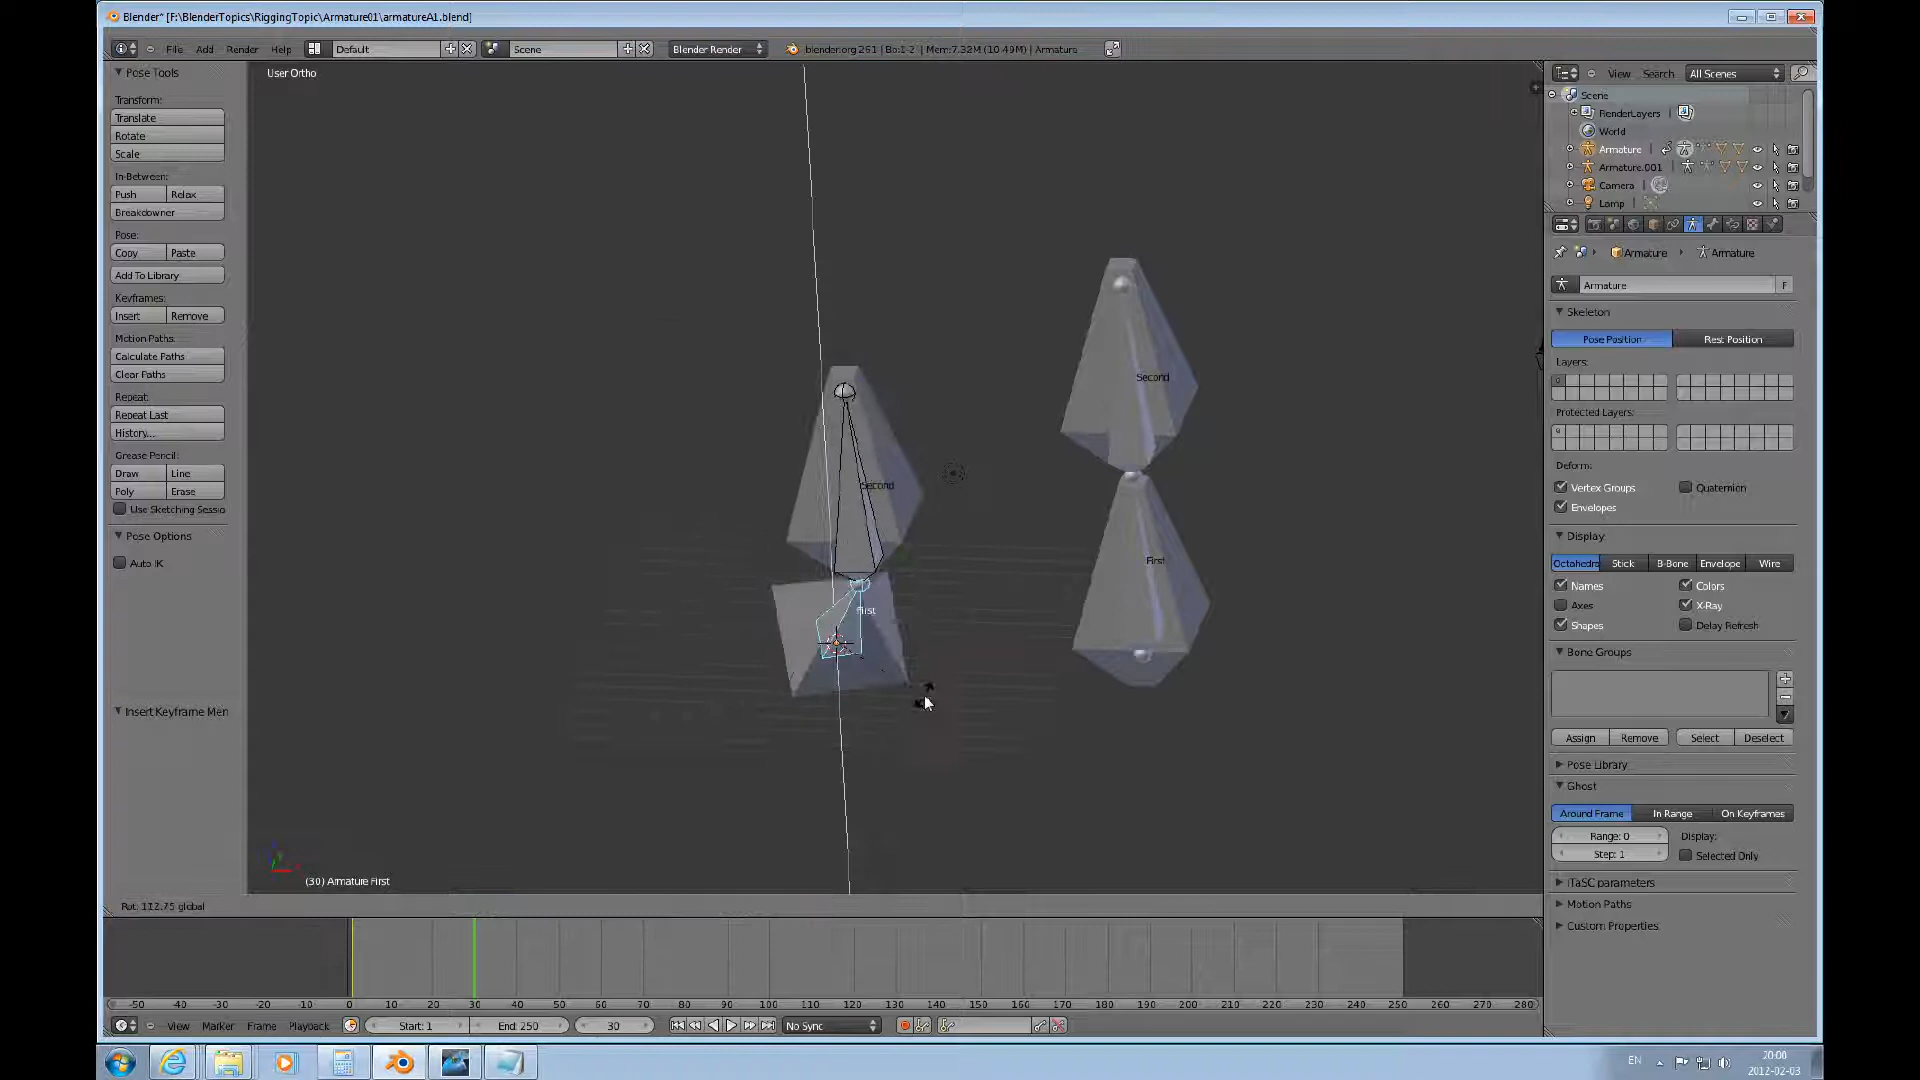 Blender* [F:\BlenderTopics\RiggingTopic\Armature01\armatureA1.blend]
File Add Render Help Default Scene Blender Render blender.org 261 | Bo:1-2 | Mem:7.32M (10.49M) | Armature
Pose Tools
Transform:
Translate
Rotate
Scale
In-Between:
Push Relax
Breakdowner
Pose:
Copy Paste
Add To Library
Keyframes:
Insert Remove
Motion Paths:
Calculate Paths
Clear Paths
Repeat:
Repeat Last
History...
Grease Pencil:
Draw Line
Poly Erase
Use Sketching Sessio
Pose Options
Auto IK
Insert Keyframe Men
User Ortho
Second
Second
First
First
(30) Armature First
Rot: 112.75 global
View Search All Scenes
Scene
RenderLayers |
World
Armature |
Armature.001 |
Camera |
Lamp |
Armature Armature
Armature F
Skeleton
Pose Position Rest Position
Layers:
Protected Layers:
Deform:
Vertex Groups Quaternion
Envelopes
Display:
Octahedra Stick B-Bone Envelope Wire
Names Colors
Axes X-Ray
Shapes Delay Refresh
Bone Groups
Assign Remove Select Deselect
Pose Library
Ghost
Around Frame In Range On Keyframes
Range: 0 Display:
Step: 1 Selected Only
iTaSC parameters
Motion Paths
Custom Properties
-50 -40 -30 -20 -10 0 10 20 30 40 50 60 70 80 90 100 110 120 130 140 150 160 170 180 190 200 210 220 230 240 250 260 270 280
View Marker Frame Playback Start: 1 End: 250 30 No Sync
EN 20:00
2012-02-03